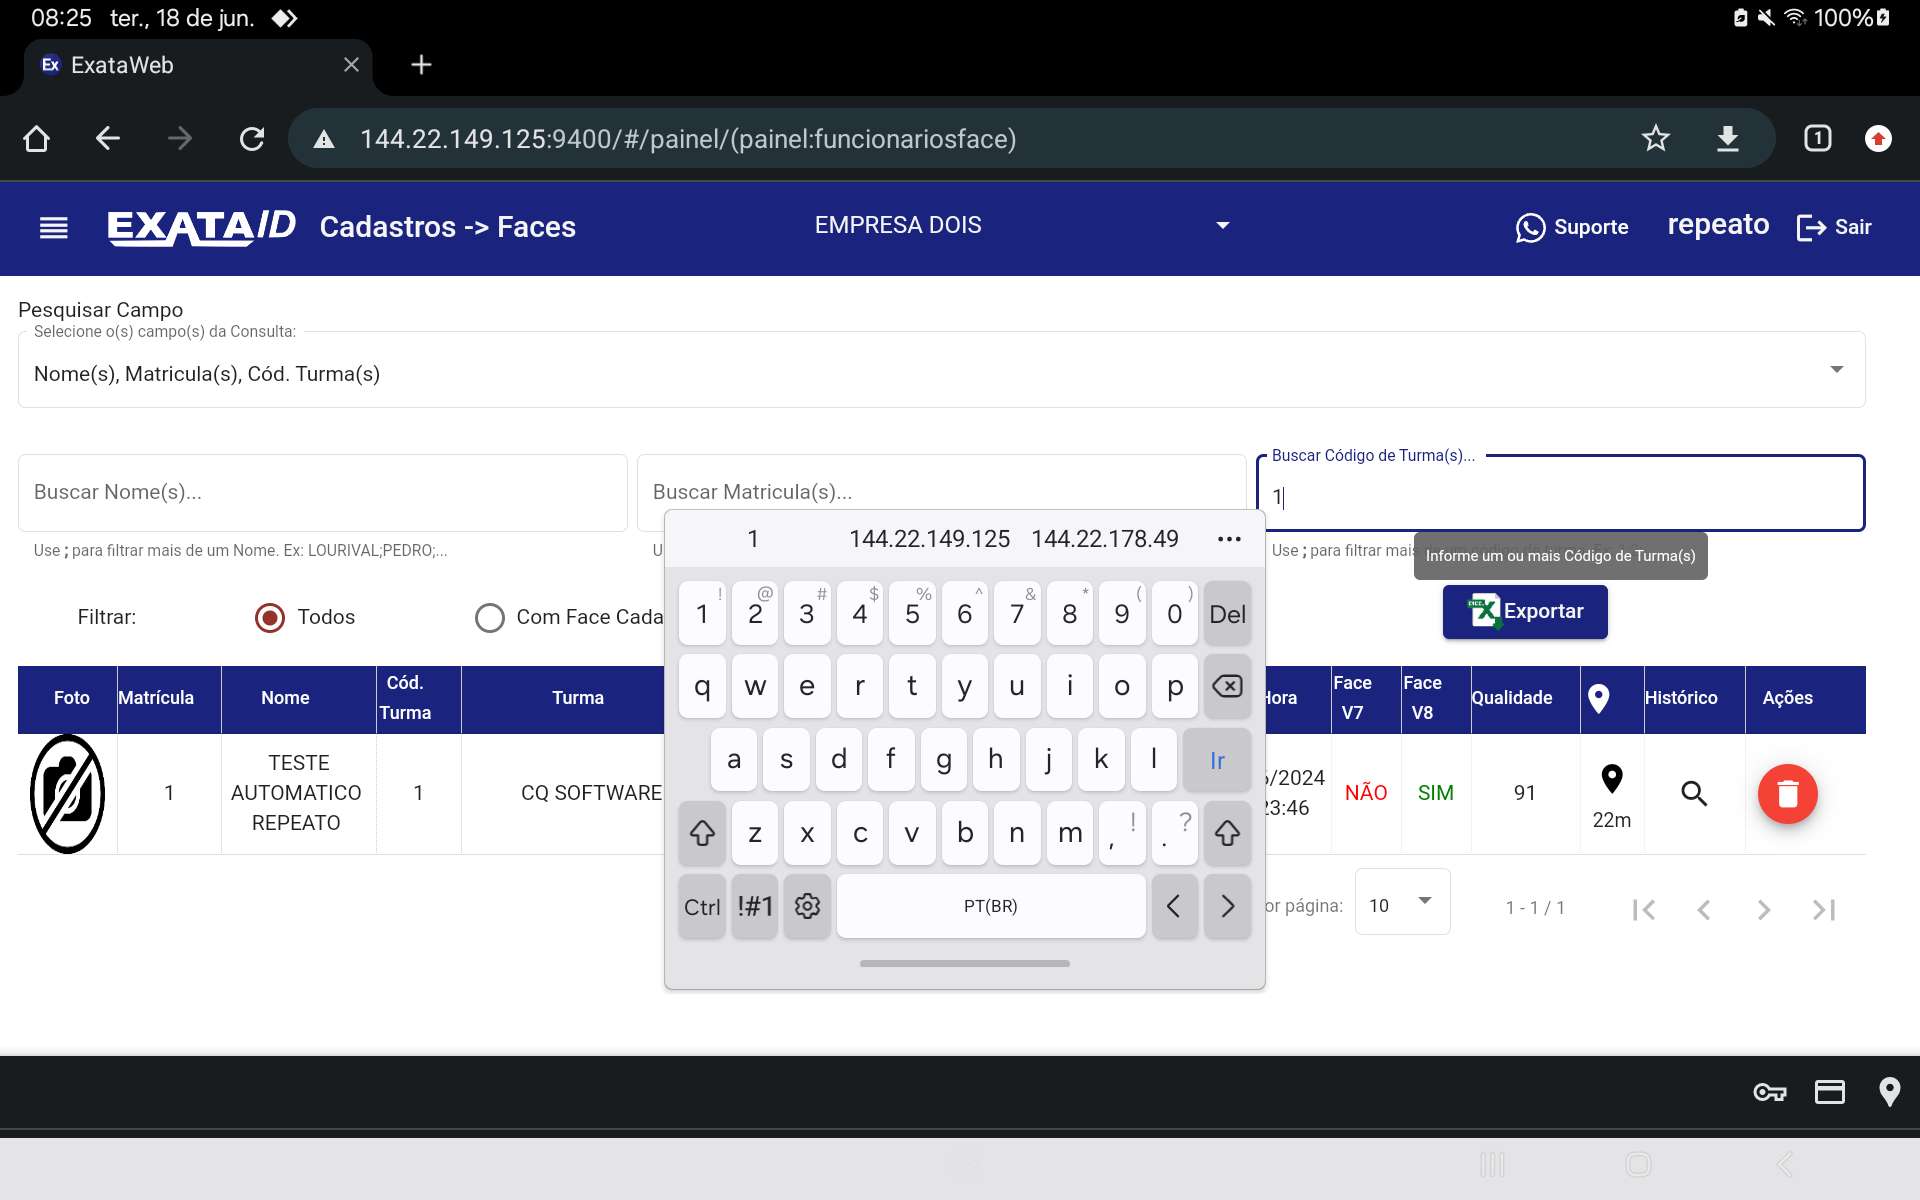 08:25 ter., 18 de jun. 100%
Ex ExataWeb
144.22.149.125:9400/#/painel/(painel:funcionariosface) 1
EXATA/D Cadastros -> Faces EMPRESA DOIS Suporte repeato Sair
Pesquisar Campo
Selecione o(s) campo(s) da Consulta:
Nome(s), Matricula(s), Cód. Turma(s)
Buscar Código de Turma(s)...
Buscar Nome(s)... Buscar Matricula(s)... 1
Use ; para filtrar mais de um Nome. Ex: LOURIVAL;PEDRO;... U Use ; para filtrar mais
Informe um ou mais Código de Turma(s)
1 144.22.149.125 144.22.178.49 ...
Filtrar: Todos Com Face Cada Exportar
! @ # $ % ^ & * ( )
1 2 3 4 5 6 7 8 9 0 Del
q w e r t y u i o p
a s d f g h j k l Ir
z x c v b n m , ! . ?
Ctrl !#1 PT(BR)
Foto Matrícula Nome Cód. Turma Turma Hora Face V7 Face V8 Qualidade Histórico Ações
1 TESTE AUTOMATICO REPEATO 1 CQ SOFTWARE 6/2024 23:46 NÃO SIM 91 22m
or página: 10 1 - 1 / 1